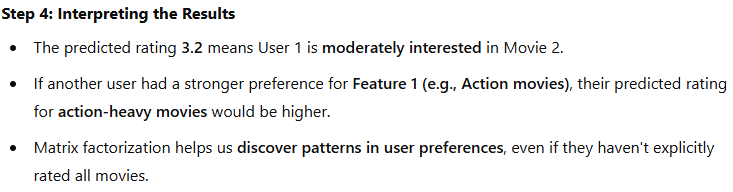 Step 4: Interpreting the Results
• The predicted rating 3.2 means User 1 is moderately interested in Movie 2.
• If another user had a stronger preference for Feature 1 (e.g., Action movies), their predicted rating
for action-heavy movies would be higher.
• Matrix factorization helps us discover patterns in user preferences, even if they haven't explicitly
rated all movies.